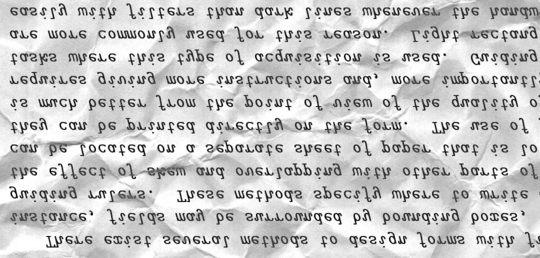 There exist several methods to design forms with fi
instance, fields may be surrounded by bounding boxes,
guiding rulers. These methods specify where to write
the effect of skew and overlapping with other parts of
can be located on a separate sheet of paper that is lo
they can be printed directly on the form. The use of
is much better from the point of view of the quality o
requires giving more instructions and, more importantl
tasks where this type of acquisition is used. Guiding
are more commonly used for this reason. Light rectang
easily with filters than dark lines whenever the handw